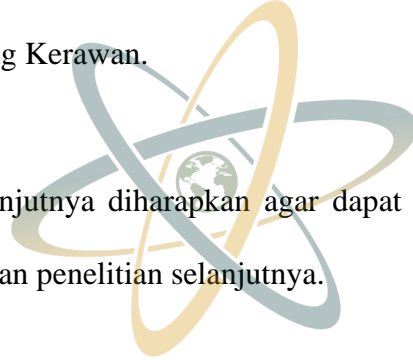 g Kerawan.
njutnya diharapkan agar dapat
an penelitian selanjutnya.